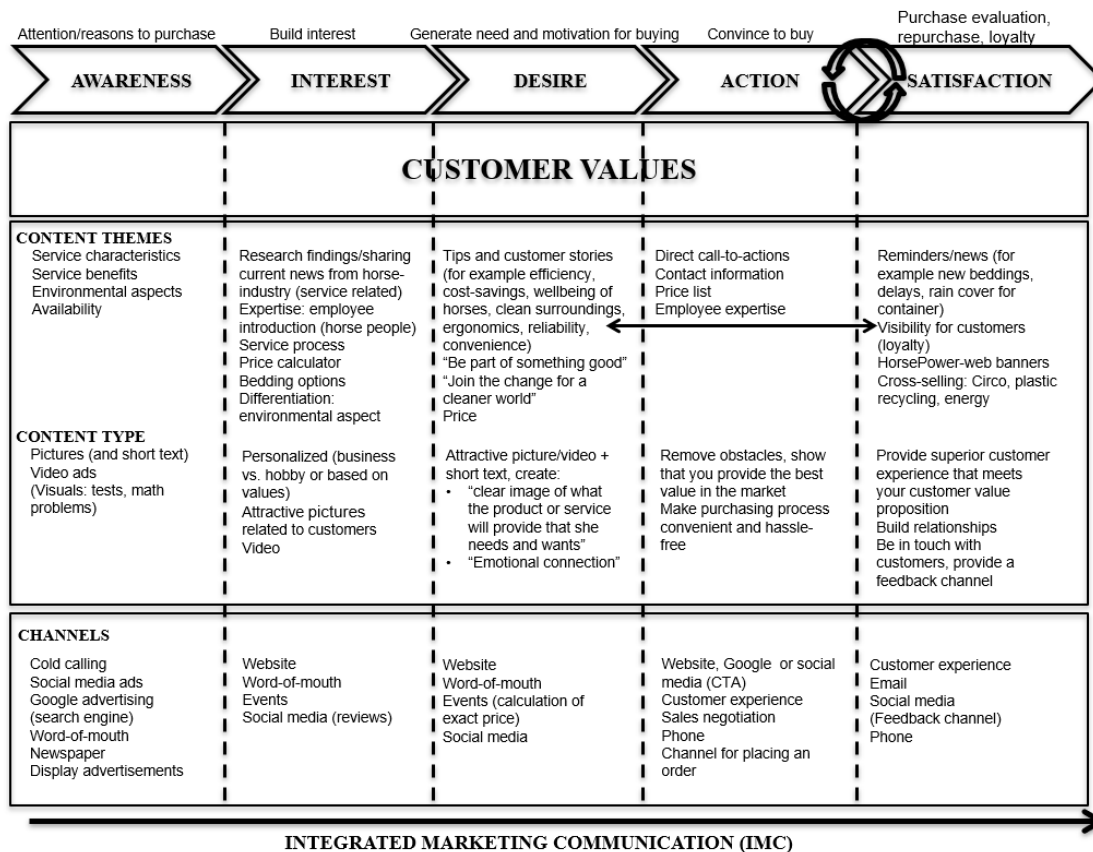 Attention/reasons to purchase
Build interest
Generate need and motivation for buying
Convince to buy
Purchase evaluation,
repurchase, loyalty
AWARENESS
INTEREST
DESIRE
ACTION
SATISFACTION
CUSTOMER VALUES
CONTENT THEMES
Service characteristics
Service benefits
Environmental aspects
Availability
Research findings/sharing
current news from horse-
industry (service related)
Expertise: employee
introduction (horse people)
Service process
Price calculator
Bedding options
Differentiation:
environmental aspect
Tips and customer stories
(for example efficiency,
cost-savings, wellbeing of
horses, clean surroundings,
ergonomics, reliability,
convenience)
“Be part of something good”
“Join the change for a
cleaner world”
Price
Direct call-to-actions
Contact information
Price list
Employee expertise
Reminders/news (for
example new beddings,
delays, rain cover for
container)
Visibility for customers
(loyalty)
HorsePower-web banners
Cross-selling: Circo, plastic
recycling, energy
CONTENT TYPE
Pictures (and short text)
Video ads
(Visuals: tests, math
problems)
Personalized (business
vs. hobby or based on
values)
Attractive pictures
related to customers
Video
Attractive picture/video +
short text, create:
• “clear image of what
the product or service
will provide that she
needs and wants”
• “Emotional connection”
Remove obstacles, show
that you provide the best
value in the market
Make purchasing process
convenient and hassle-
free
Provide superior customer
experience that meets
your customer value
proposition
Build relationships
Be in touch with
customers, provide a
feedback channel
CHANNELS
Cold calling
Social media ads
Google advertising
(search engine)
Word-of-mouth
Newspaper
Display advertisements
Website
Word-of-mouth
Events
Social media (reviews)
Website
Word-of-mouth
Events (calculation of
exact price)
Social media
Website, Google or social
media (CTA)
Customer experience
Sales negotiation
Phone
Channel for placing an
order
Customer experience
Email
Social media
(Feedback channel)
Phone
INTEGRATED MARKETING COMMUNICATION (IMC)